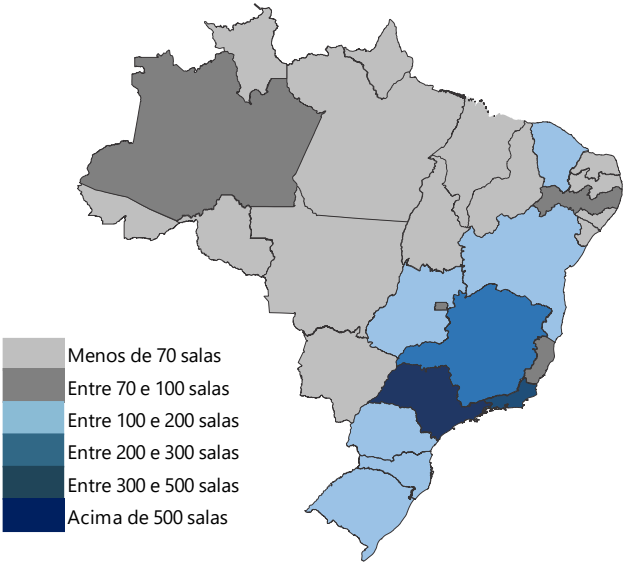 Menos de 70 salas
Entre 70 e 100 salas
Entre 100 e 200 salas
Entre 200 e 300 salas
Entre 300 e 500 salas
Acima de 500 salas